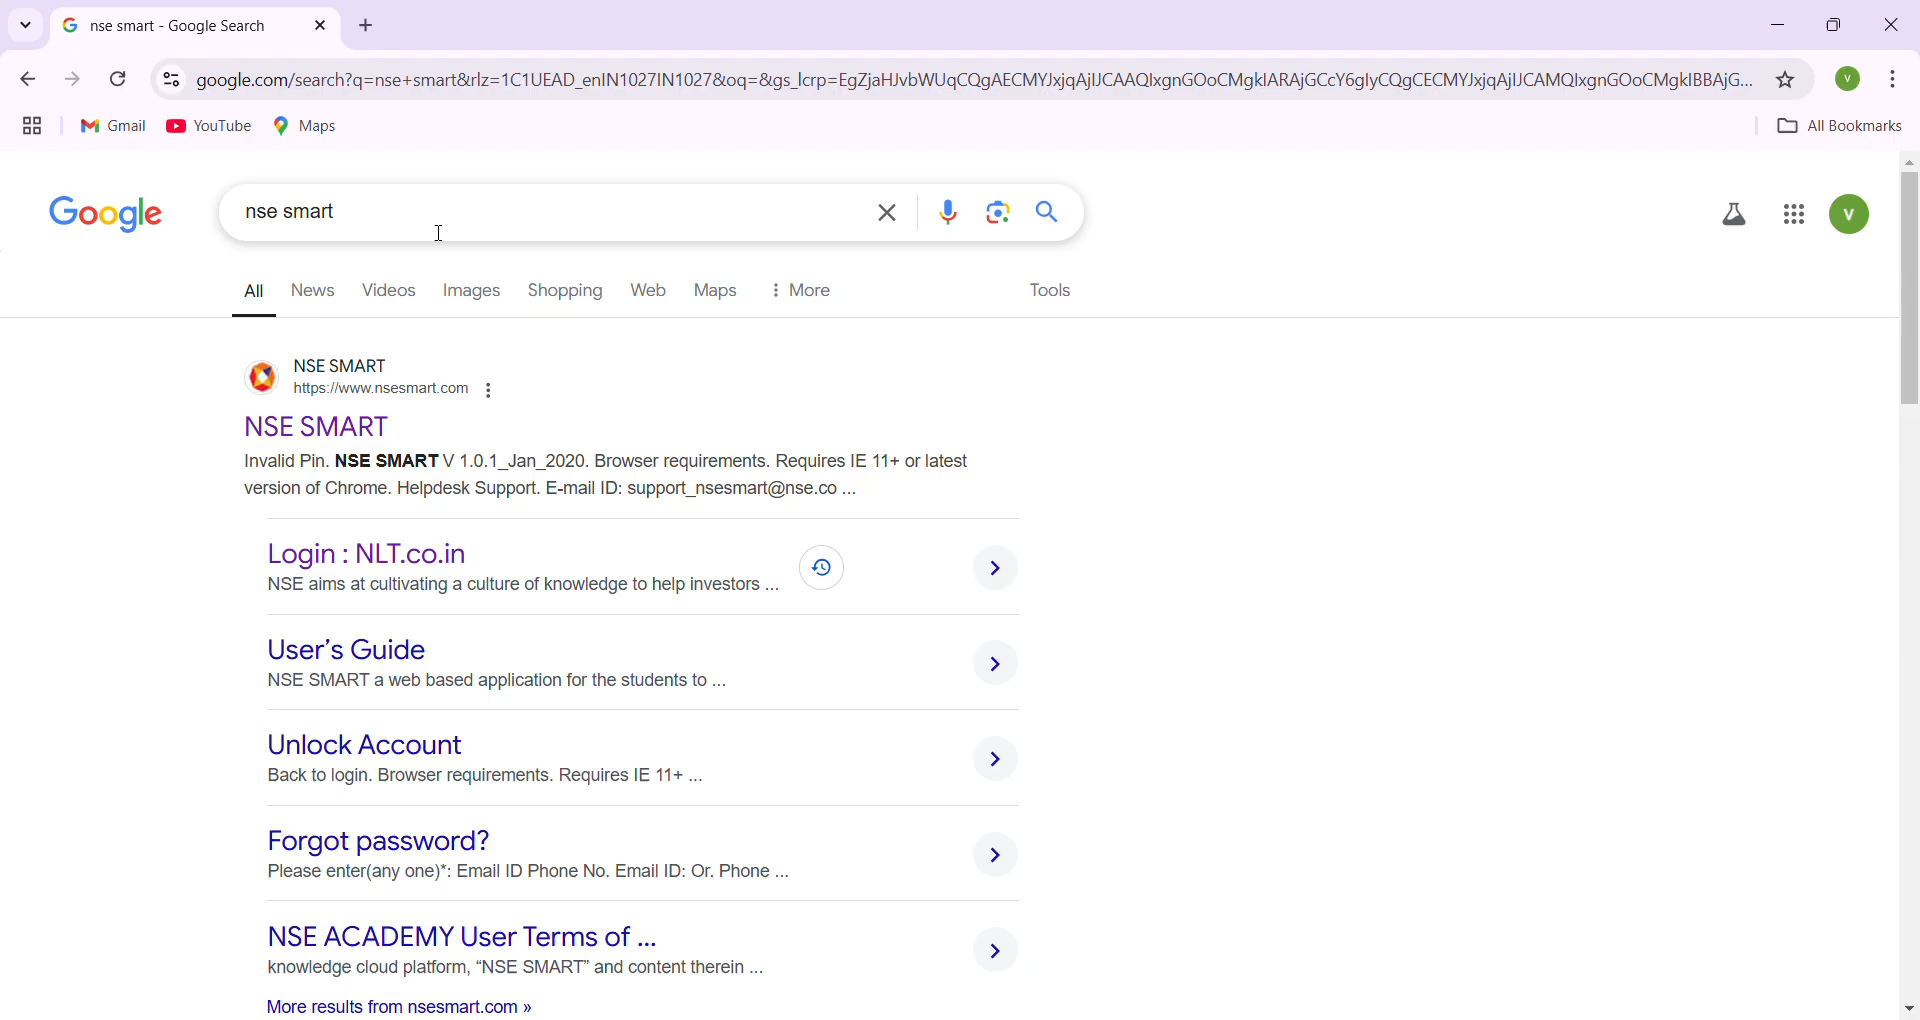 nse smart - Google Search
google.com/search?q=nse+smart&rlz=1C1UEAD_enIN1027IN1027&oq=&gs_lcrp=EgZjaHJvbWUqCQgAECMYJxjqAjIJCAAQIxgnGOoCMgkIARAjGCcY6gIyCQgCECMYJxjqAjIJCAMQIxgnGOoCMgkIBBAjG...
V
Gmail
YouTube
Maps
All Bookmarks
Google
nse smart
V
All
News
Videos
Images
Shopping
Web
Maps
More
Tools
NSE SMART
https://www.nsesmart.com
NSE SMART
Invalid Pin. NSE SMART V 1.0.1_Jan_2020. Browser requirements. Requires IE 11+ or latest
version of Chrome. Helpdesk Support. E-mail ID: support_nsesmart@nse.co ...
Login : NLT.co.in
NSE aims at cultivating a culture of knowledge to help investors ...
User's Guide
NSE SMART a web based application for the students to ...
Unlock Account
Back to login. Browser requirements. Requires IE 11+ ...
Forgot password?
Please enter(any one)*: Email ID Phone No. Email ID: Or. Phone ...
NSE ACADEMY User Terms of ...
knowledge cloud platform, “NSE SMART” and content therein ...
More results from nsesmart.com »